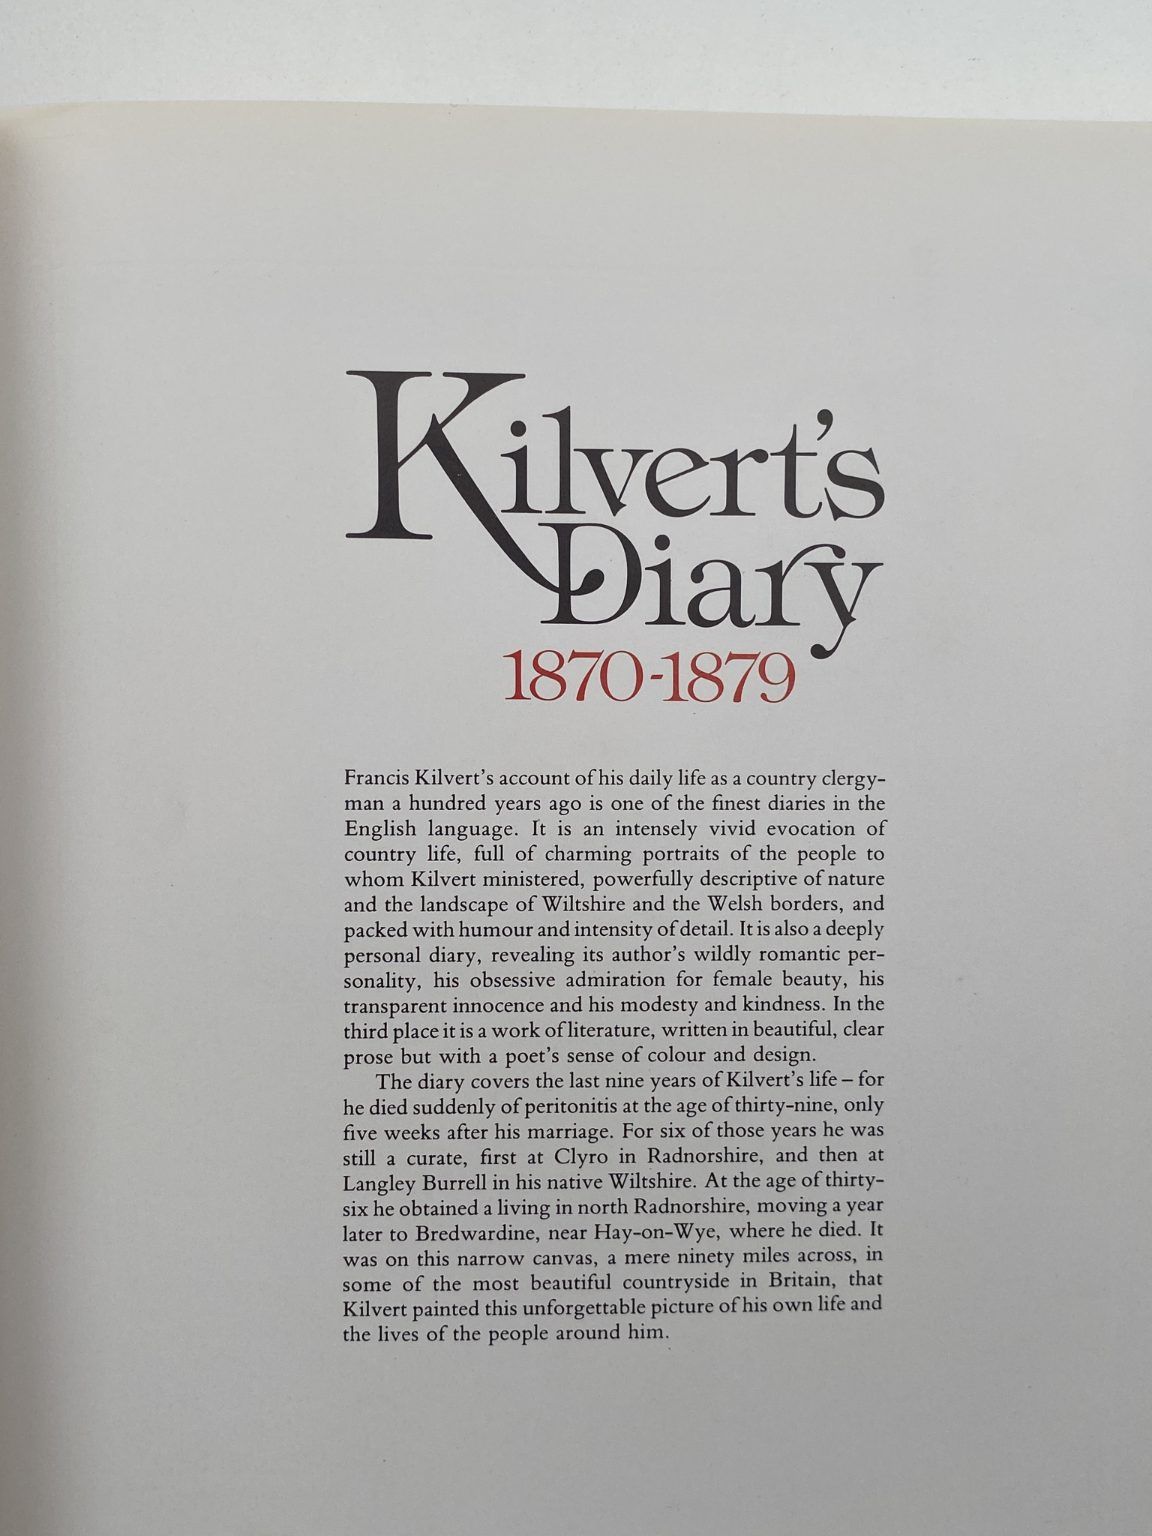 Kilvert's
Diary
1870-1879
Francis Kilvert's account of his daily life as a country clergy-
man a hundred years ago is one of the finest diaries in the
English language. It is an intensely vivid evocation of
country life, full of charming portraits of the people to
whom Kilvert ministered, powerfully descriptive of nature
and the landscape of Wiltshire and the Welsh borders, and
packed with humour and intensity of detail. It is also a deeply
personal diary, revealing its author's wildly romantic per-
sonality, his obsessive admiration for female beauty, his
transparent innocence and his modesty and kindness. In the
third place it is a work of literature, written in beautiful, clear
prose but with a poet's sense of colour and design.
The diary covers the last nine years of Kilvert's life – for
he died suddenly of peritonitis at the age of thirty-nine, only
five weeks after his marriage. For six of those years he was
still a curate, first at Clyro in Radnorshire, and then at
Langley Burrell in his native Wiltshire. At the age of thirty-
six he obtained a living in north Radnorshire, moving a year
later to Bredwardine, near Hay-on-Wye, where he died. It
was on this narrow canvas, a mere ninety miles across, in
some of the most beautiful countryside in Britain, that
Kilvert painted this unforgettable picture of his own life and
the lives of the people around him.